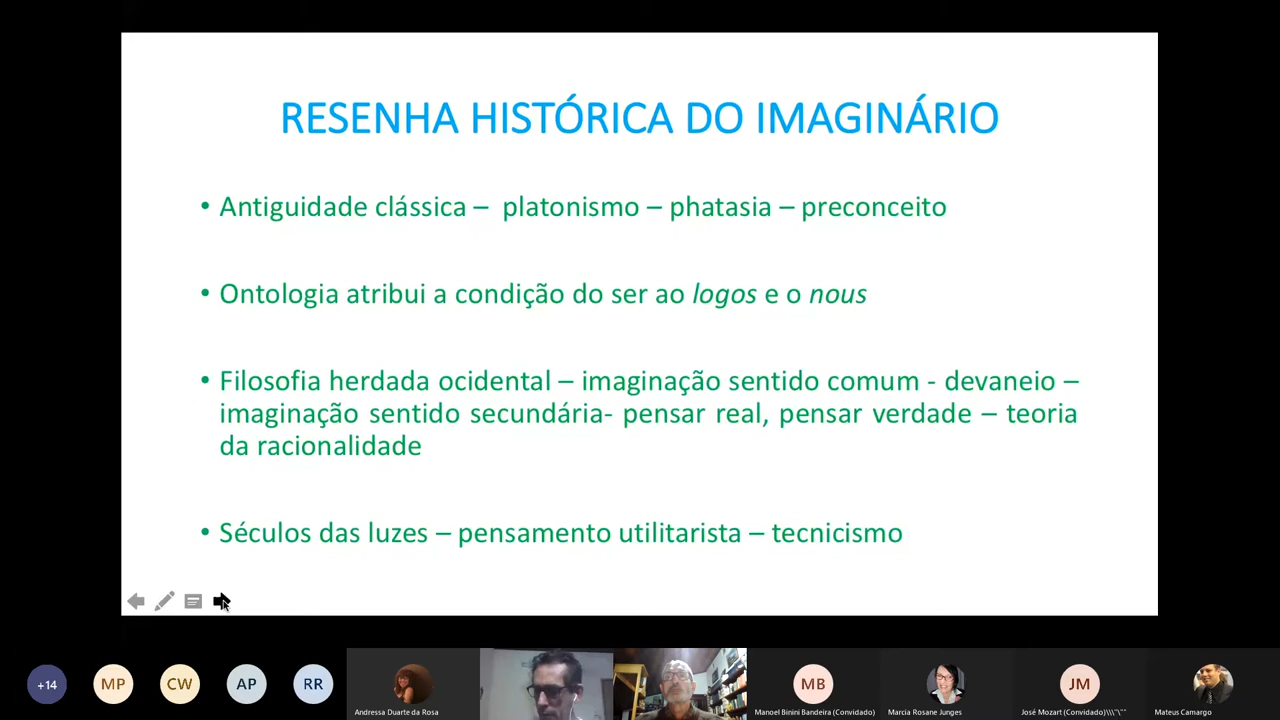 RESENHA HISTÓRICA DO IMAGINÁRIO
• Antiguidade clássica – platonismo – phatasia – preconceito
• Ontologia atribui a condição do ser ao logos e o nous
• Filosofia herdada ocidental – imaginação sentido comum - devaneio –
imaginação sentido secundária- pensar real, pensar verdade – teoria
da racionalidade
• Séculos das luzes – pensamento utilitarista – tecnicismo
+14
MP
CW
AP
RR
MB
JM
Andressa Duarte da Rosa
Manoel Binini Bandeira (Convidado)
Marcia Rosane Junges
José Mozart (Convidado)\\\"\"'
Mateus Camargo